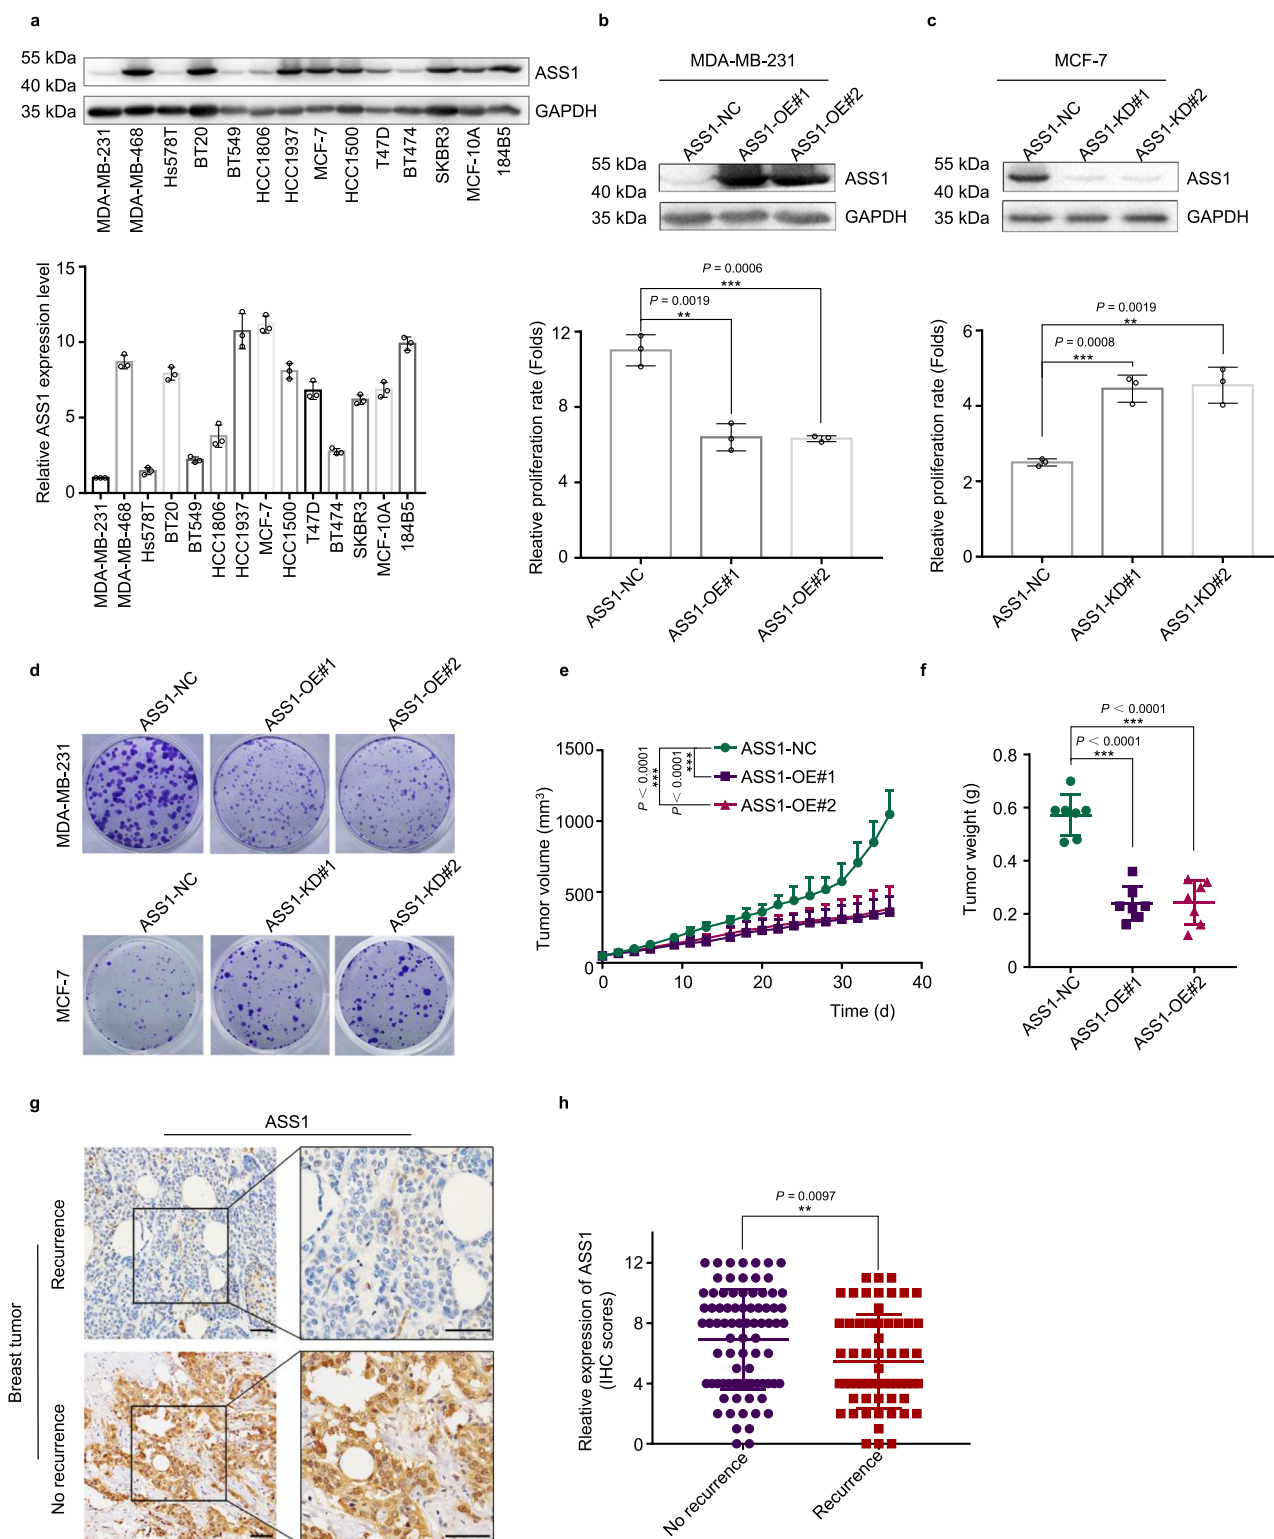 a
55 kDa
40 kDa
35 kDa
ASS1
GAPDH
MDA-MB-231
MDA-MB-468
Hs578T
BT20
BT549
HCC1806
HCC1937
MCF-7
HCC1500
T47D
BT474
SKBR3
MCF-10A
184B5
Relative ASS1 expression level
15
10
5
0
MDA-MB-231
MDA-MB-468
Hs578T
BT20
BT549
HCC1806
HCC1937
MCF-7
HCC1500
T47D
BT474
SKBR3
MCF-10A
184B5
b
MDA-MB-231
ASS1-NC
ASS1-OE#1
ASS1-OE#2
55 kDa
40 kDa
35 kDa
ASS1
GAPDH
P = 0.0006
***
P = 0.0019
**
Rleative proliferation rate (Folds)
12
8
4
0
ASS1-NC
ASS1-OE#1
ASS1-OE#2
c
MCF-7
ASS1-NC
ASS1-KD#1
ASS1-KD#2
55 kDa
40 kDa
35 kDa
ASS1
GAPDH
P = 0.0019
**
P = 0.0008
***
Rleative proliferation rate (Folds)
6
4
2
0
ASS1-NC
ASS1-KD#1
ASS1-KD#2
d
ASS1-NC
ASS1-OE#1
ASS1-OE#2
MDA-MB-231
ASS1-NC
ASS1-KD#1
ASS1-KD#2
MCF-7
e
P < 0.0001
***
P < 0.0001
***
ASS1-NC
ASS1-OE#1
ASS1-OE#2
Tumor volume (mm³)
1500
1000
500
0
0
10
20
30
40
Time (d)
f
P < 0.0001
***
P < 0.0001
***
Tumor weight (g)
0.8
0.6
0.4
0.2
0
ASS1-NC
ASS1-OE#1
ASS1-OE#2
g
ASS1
Breast tumor
Recurrence
No recurrence
h
P = 0.0097
**
Rleative expression of ASS1
(IHC scores)
12
8
4
0
No recurrence
Recurrence